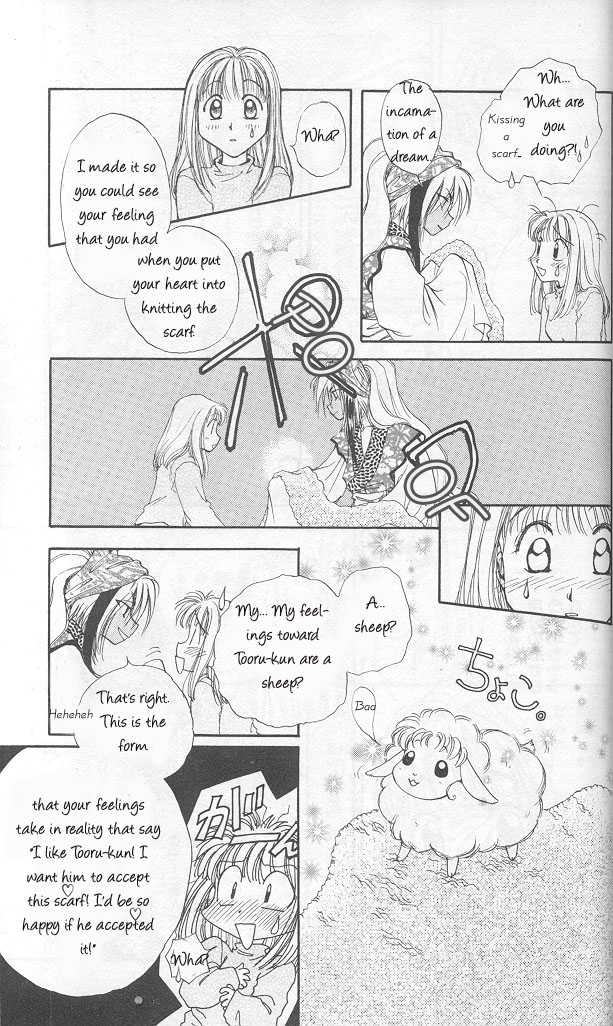 Wh...
What are
you
doing?!
Kissing
a
scarf...
The
incarna-
tion of a
dream.
Wha?
I made it so
you could see
your feeling
that you had
when you put
your heart into
knitting the
scarf.
A...
sheep?
My... My feel-
ings toward
Tooru-kun are a
sheep?
ちょこ。
Baa
Heheheh
That's right.
This is the
form
that your feelings
take in reality that say
"I like Tooru-kun! I
want him to accept
this scarf! I'd be so
happy if he accepted
it!"
がーん
Wha?